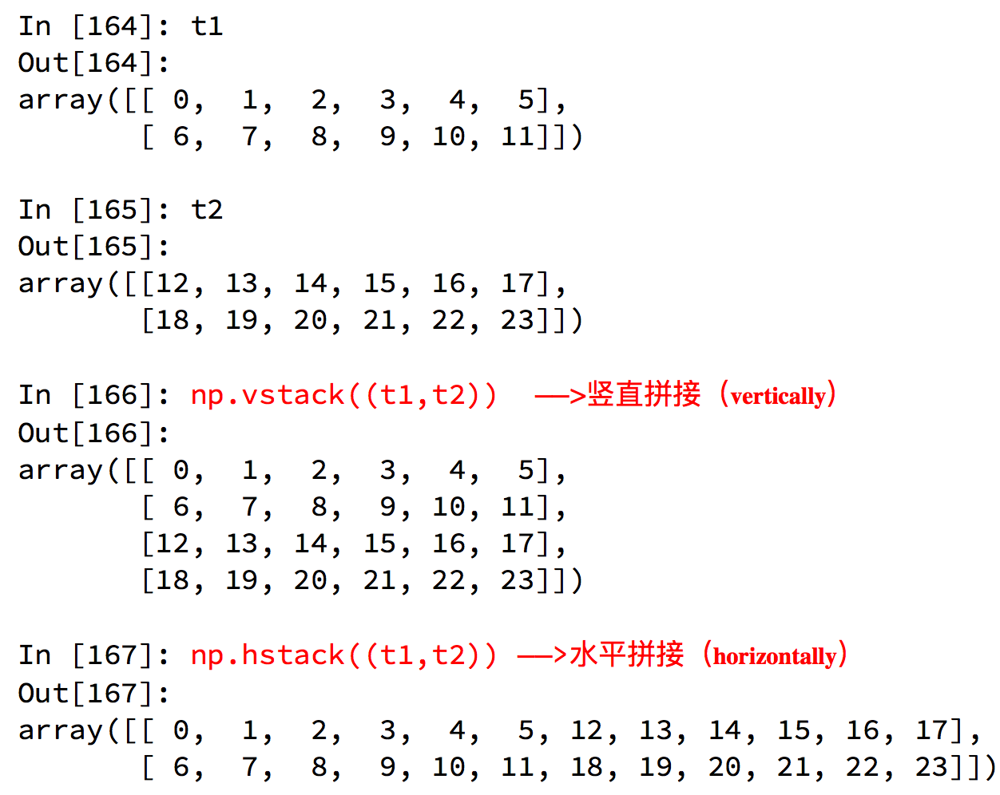 In [164]: t1
Out[164]:
array([[ 0,  1,  2,  3,  4,  5],
       [ 6,  7,  8,  9, 10, 11]])
In [165]: t2
Out[165]:
array([[12, 13, 14, 15, 16, 17],
       [18, 19, 20, 21, 22, 23]])
In [166]: np.vstack((t1,t2))  ——>竖直拼接（vertically）
Out[166]:
array([[ 0,  1,  2,  3,  4,  5],
       [ 6,  7,  8,  9, 10, 11],
       [12, 13, 14, 15, 16, 17],
       [18, 19, 20, 21, 22, 23]])
In [167]: np.hstack((t1,t2)) ——>水平拼接（horizontally）
Out[167]:
array([[ 0,  1,  2,  3,  4,  5, 12, 13, 14, 15, 16, 17],
       [ 6,  7,  8,  9, 10, 11, 18, 19, 20, 21, 22, 23]])